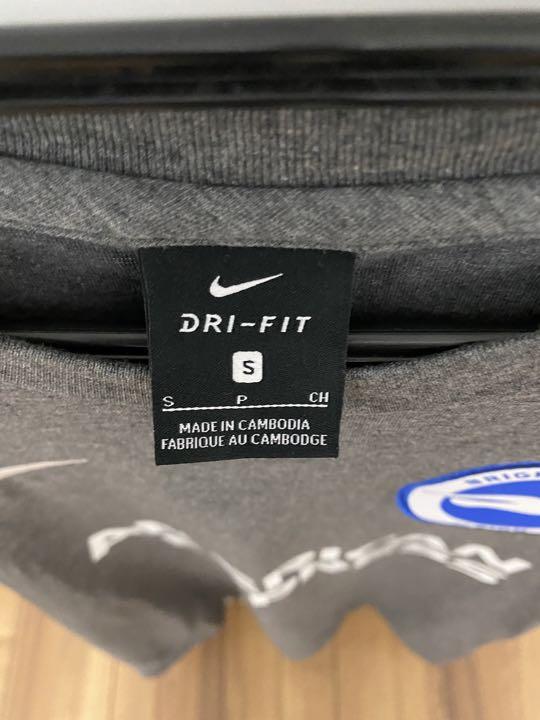 DRI-FIT
S
S P CH
MADE IN CAMBODIA
FABRIQUE AU CAMBODGE